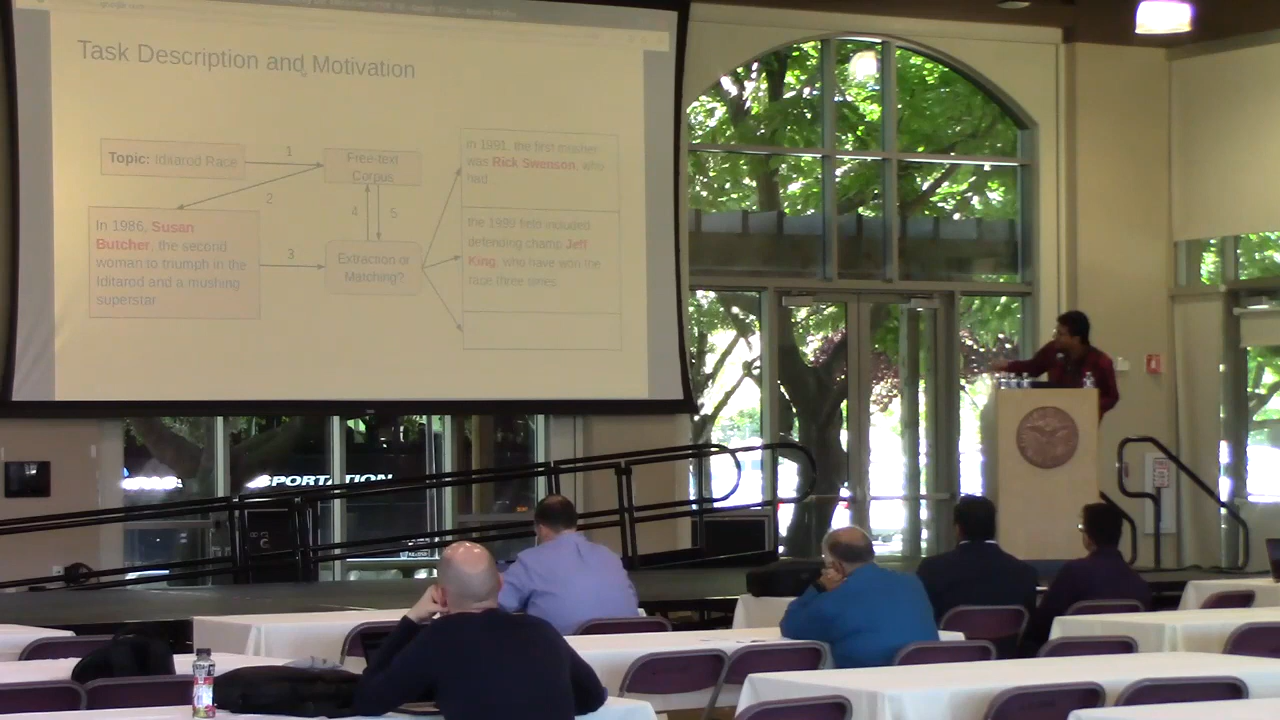 Task Description and Motivation
Topic: Iditarod Race
1
Free-text
Corpus
2
In 1986, Susan
Butcher, the second
woman to triumph in the
Iditarod and a mushing
superstar
3
4
5
Extraction or
Matching?
In 1991, the first musher
was Rick Swenson, who
had
the 1999 field included
defending champ Jeff
King, who have won the
race three times
SPORTATION